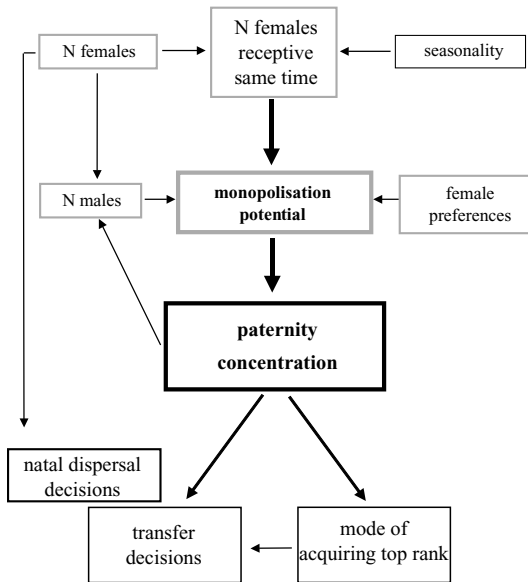 N females
N females
receptive
same time
seasonality
N males
monopolisation
potential
female
preferences
paternity
concentration
natal dispersal
decisions
transfer
decisions
mode of
acquiring top rank